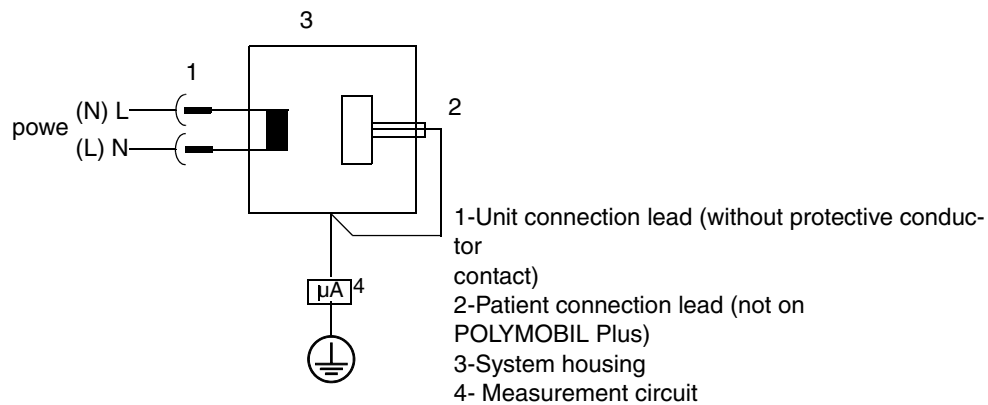 3
1
2
(N) L
powe
(L) N
1-Unit connection lead (without protective conduc-
tor
contact)
µA 4
2-Patient connection lead (not on
POLYMOBIL Plus)
3-System housing
4- Measurement circuit